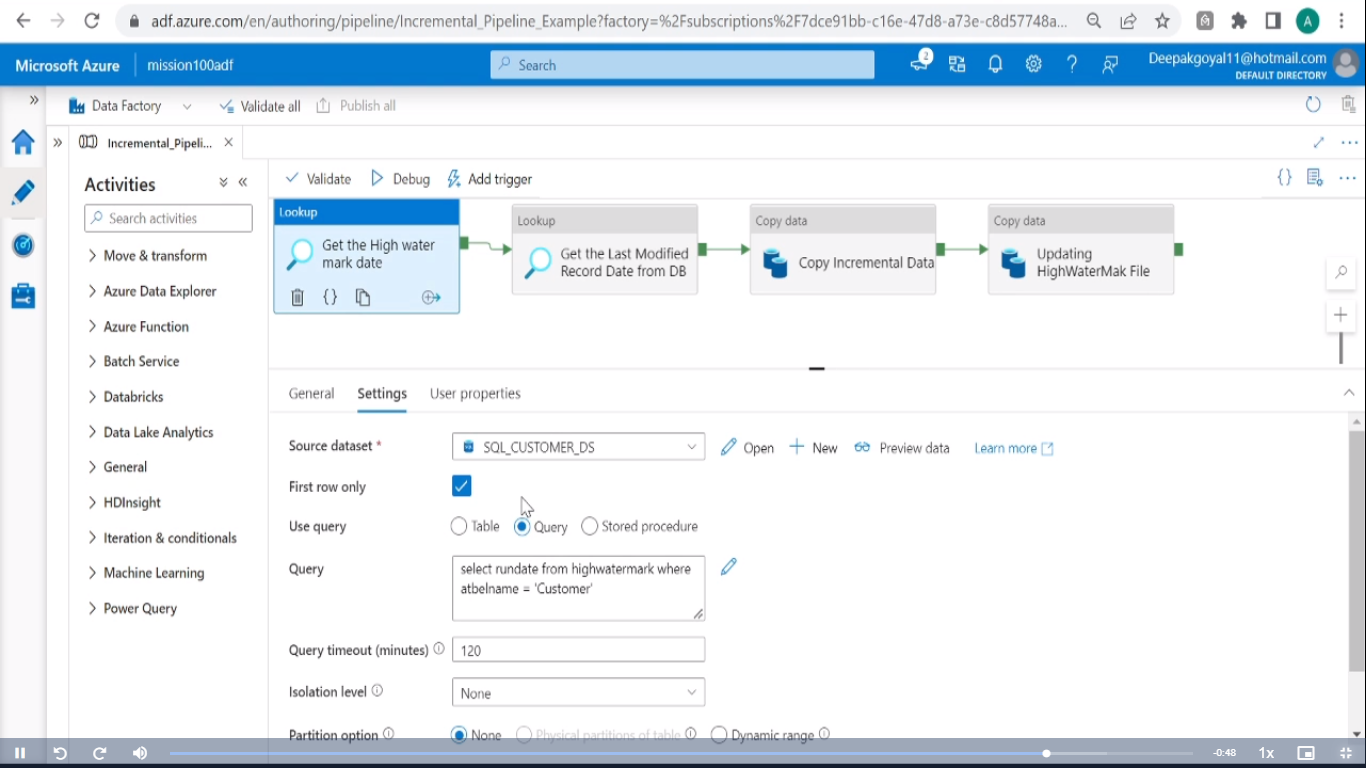 adf.azure.com/en/authoring/pipeline/Incremental_Pipeline_Example?factory=%2Fsubscriptions%2F7dce91bb-c16e-47d8-a73e-c8d57748a...
A
Microsoft Azure
mission100adf
Search
2
Deepakgoyal11@hotmail.com
DEFAULT DIRECTORY
Data Factory
Validate all
Publish all
Incremental_Pipeli...
Activities
Search activities
Move & transform
Azure Data Explorer
Azure Function
Batch Service
Databricks
Data Lake Analytics
General
HDInsight
Iteration & conditionals
Machine Learning
Power Query
Validate
Debug
Add trigger
Lookup
Get the High water
mark date
Lookup
Get the Last Modified
Record Date from DB
Copy data
Copy Incremental Data
Copy data
Updating
HighWaterMak File
General
Settings
User properties
Source dataset *
SQL_CUSTOMER_DS
Open
New
Preview data
Learn more
First row only
Use query
Table
Query
Stored procedure
Query
select rundate from highwatermark where
atbelname = 'Customer'
Query timeout (minutes)
120
Isolation level
None
Partition option
None
Physical partitions of table
Dynamic range
-0:48
1x